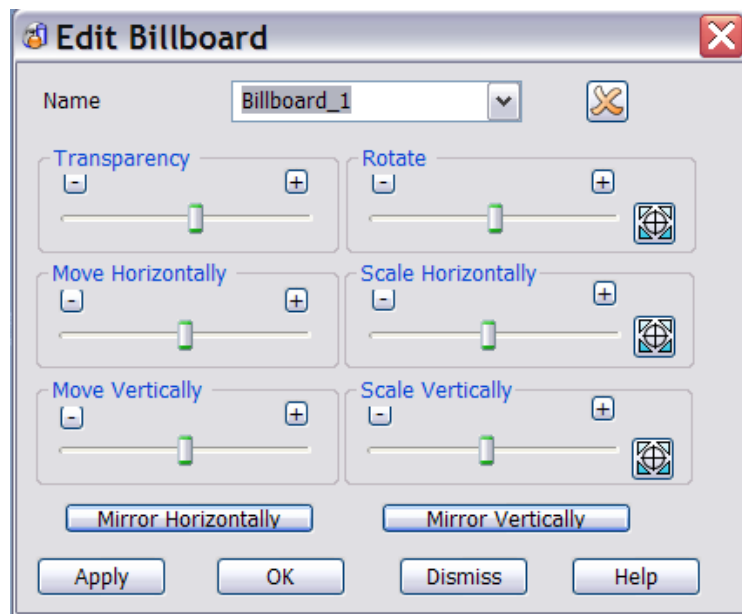 Edit Billboard
Name Billboard_1
Transparency Rotate
- + - +
Move Horizontally Scale Horizontally
- + - +
Move Vertically Scale Vertically
- + - +
Mirror Horizontally Mirror Vertically
Apply OK Dismiss Help